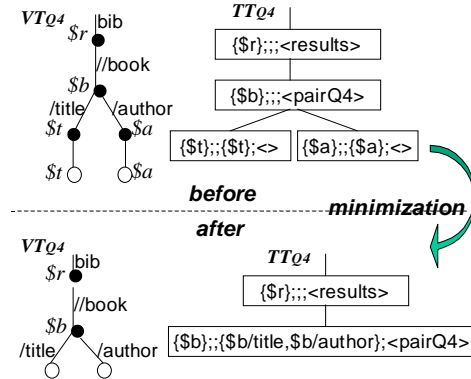 VTQ4
bib
TTQ4
$r
{$r};;;<results>
//book
$b
{$b};;;<pairQ4>
/title
/author
$t
$a
{$t};;{$t};<>
{$a};;{$a};<>
$t
$a
before
minimization
after
VTQ4
TTQ4
bib
$r
{$r};;;<results>
//book
$b
{$b};;{$b/title,$b/author};<pairQ4>
/title
/author